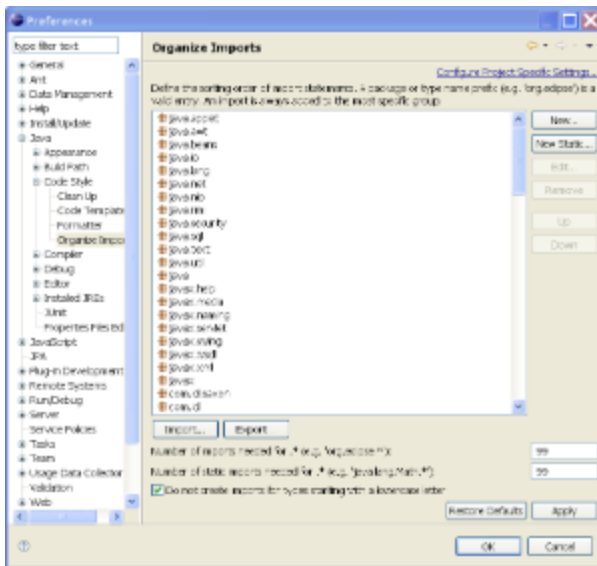 Preferences
type filter text
General
Ant
Data Management
Help
Install/Update
Java
Appearance
Build Path
Code Style
Clean Up
Code Template
Formatter
Organize Impor
Compiler
Debug
Editor
Installed JREs
JUnit
Properties Files Ed
JavaScript
JPA
Plug-in Development
Remote Systems
Run/Debug
Server
Service Policies
Tasks
Team
Usage Data Collector
Validation
Web
Organize Imports
Configure Project Specific Settings...
Define the sorting order of import statements. A package or type name prefix (e.g. 'org.eclipse') is a
valid entry. An import is always added to the most specific group.
java.applet
java.awt
java.beans
java.io
java.lang
java.net
java.nio
java.rmi
java.security
java.sql
java.text
java.util
java
javax.help
javax.media
javax.naming
javax.servlet
javax.swing
javax.xml
javax
com.di
New...
New Static...
Edit...
Remove
Up
Down
Import...
Export
Number of imports needed for .* (e.g. 'org.eclipse.*'):
99
Number of static imports needed for .* (e.g. 'java.lang.Math.*'):
99
Do not create imports for types starting with a lowercase letter
Restore Defaults
Apply
OK
Cancel